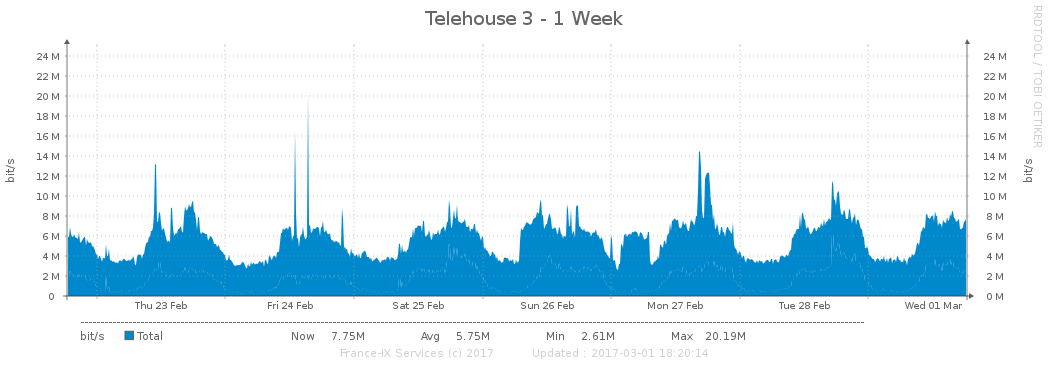 Telehouse 3 - 1 Week
RRDTOOL / TOBI OETIKER
24 M 24 M
22 M 22 M
20 M 20 M
18 M 18 M
16 M 16 M
14 M 14 M
12 M 12 M
10 M 10 M
8 M 8 M
6 M 6 M
4 M 4 M
2 M 2 M
0 0 M
bit/s
bit/s
Thu 23 Feb Fri 24 Feb Sat 25 Feb Sun 26 Feb Mon 27 Feb Tue 28 Feb Wed 01 Mar
bit/s Total Now 7.75M Avg 5.75M Min 2.61M Max 20.19M
France-IX Services (c) 2017 Updated : 2017-03-01 18:20:14